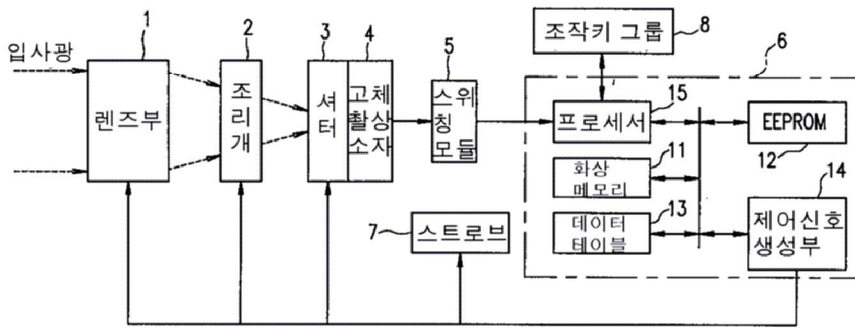 입사광
1
렌즈부
2
조리개
3
셔터
4
고체
촬상
소자
5
스위
칭
모듈
조작키 그룹
8
6
프로세서
15
EEPROM
12
화상
메모리
11
데이터
테이블
13
제어신호
생성부
14
7
스트로브